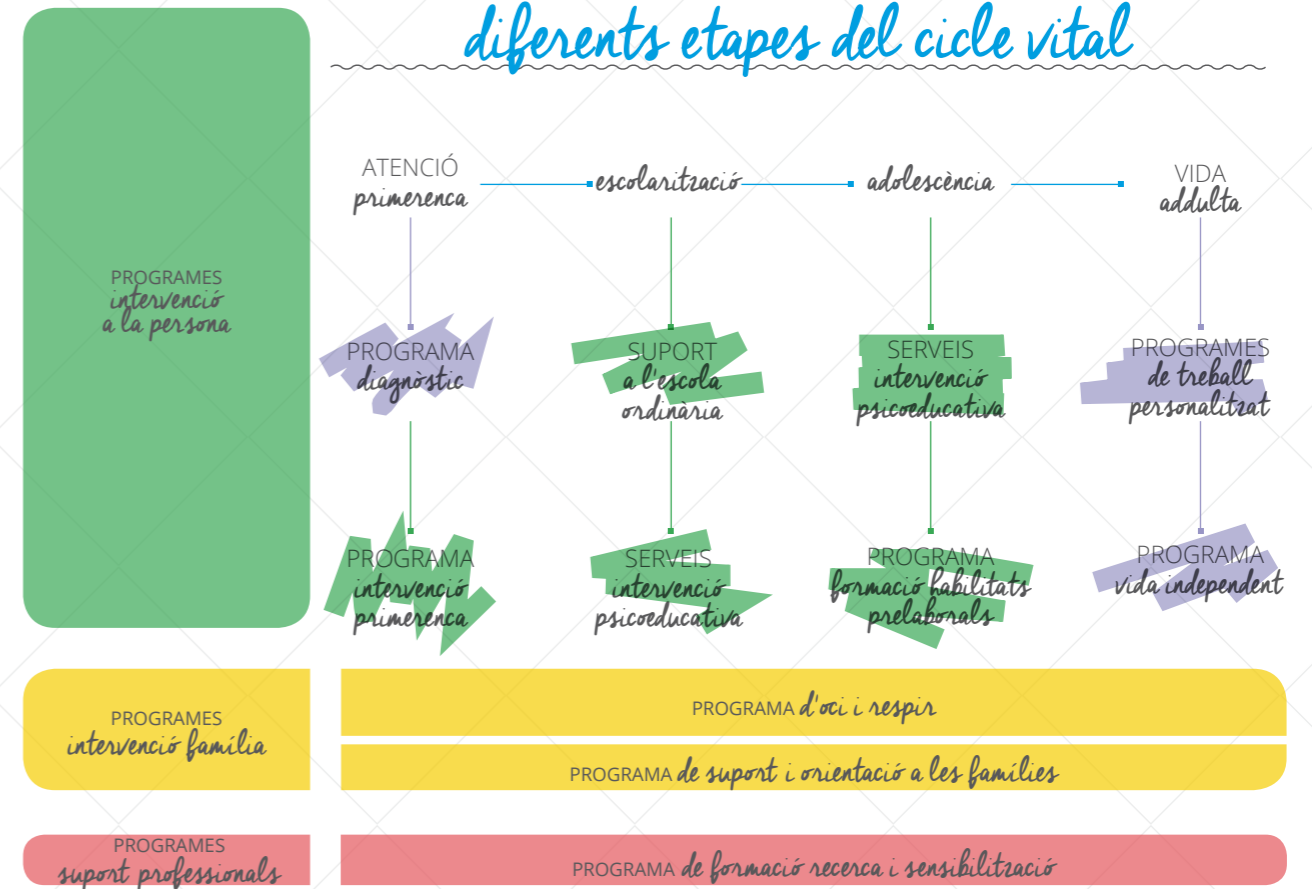 diferents etapes del cicle vital
ATENCIÓ
primerenca
escolarització
adolescència
VIDA
addulta
PROGRAMES
intervenció
a la persona
PROGRAMA
diagnòstic
SUPORT
a l'escola
ordinària
SERVEIS
intervenció
psicoeducativa
PROGRAMES
de treball
personalitzat
PROGRAMA
intervenció
primerenca
SERVEIS
intervenció
psicoeducativa
PROGRAMA
formació habilitats
prelaborals
PROGRAMA
vida independent
PROGRAMES
intervenció família
PROGRAMA d'oci i respir
PROGRAMA de suport i orientació a les famílies
PROGRAMES
suport professionals
PROGRAMA de formació recerca i sensibilització